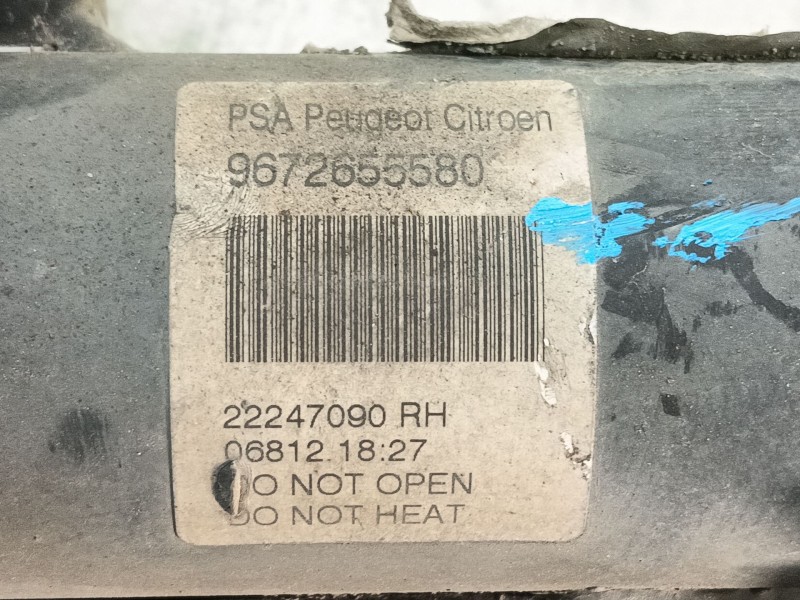 PSA Peugeot Citroen
9672655580
22247090 RH
06812 18:27
DO NOT OPEN
DO NOT HEAT